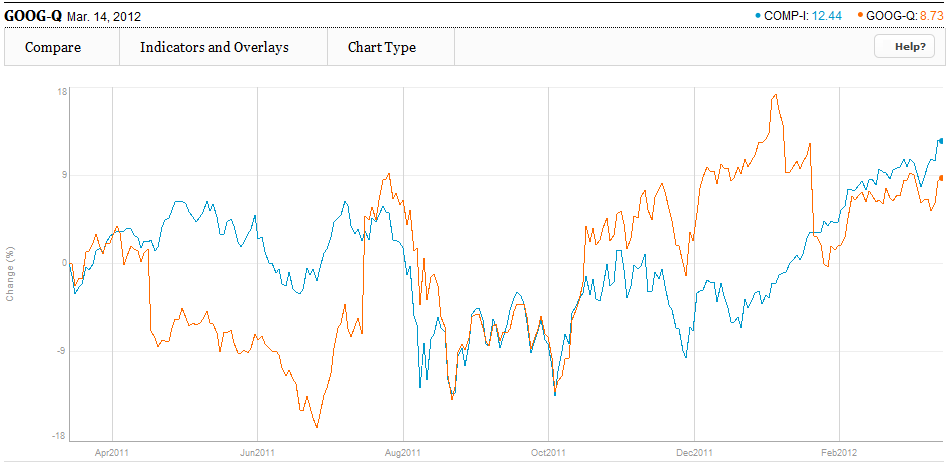 GOOG-Q Mar. 14, 2012 COMP-I: 12.44 GOOG-Q: 8.73
Compare Indicators and Overlays Chart Type Help?
18
9
0
-9
-18
Change (%)
Apr2011 Jun2011 Aug2011 Oct2011 Dec2011 Feb2012